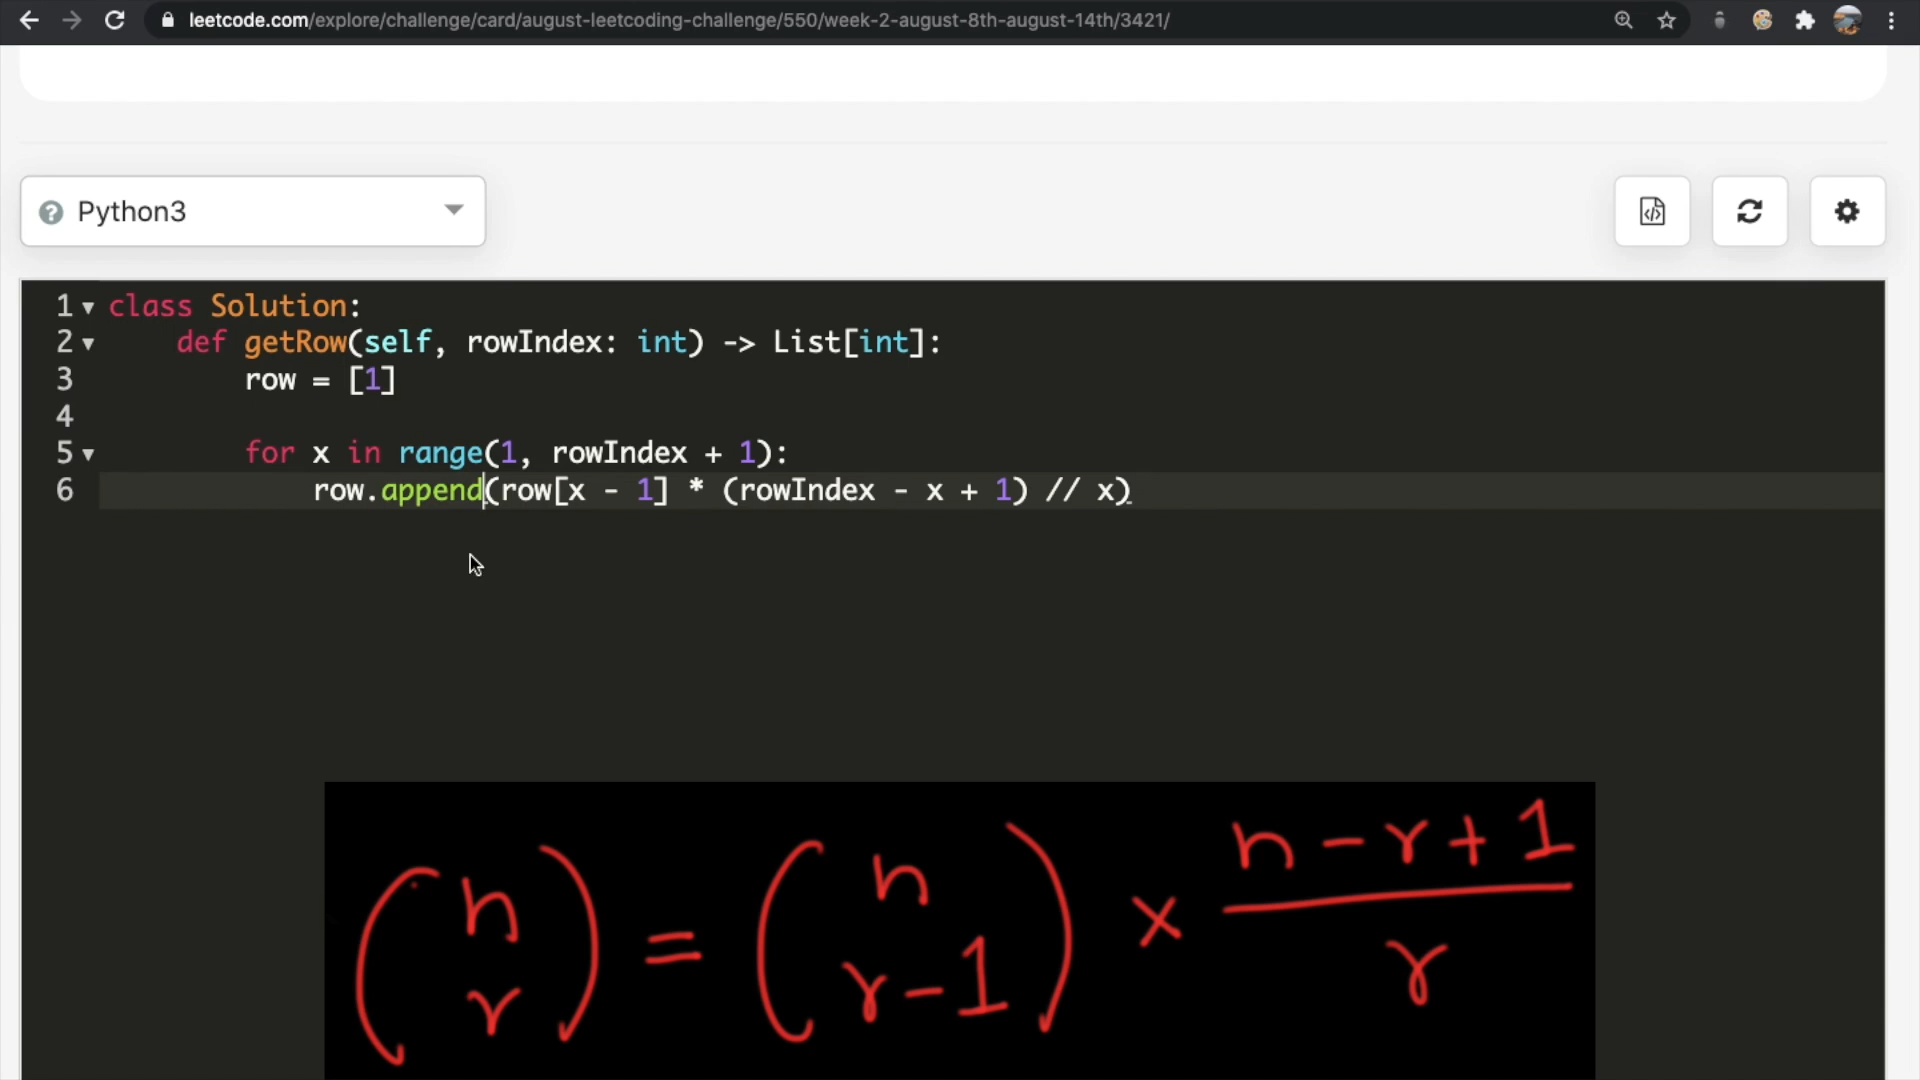 leetcode.com/explore/challenge/card/august-leetcoding-challenge/550/week-2-august-8th-august-14th/3421/
? Python3
1 class Solution:
2 def getRow(self, rowIndex: int) -> List[int]:
3 row = [1]
4
5 for x in range(1, rowIndex + 1):
6 row.append(row[x - 1] * (rowIndex - x + 1) // x)
(n r) = (n r-1) × n-r+1 / r